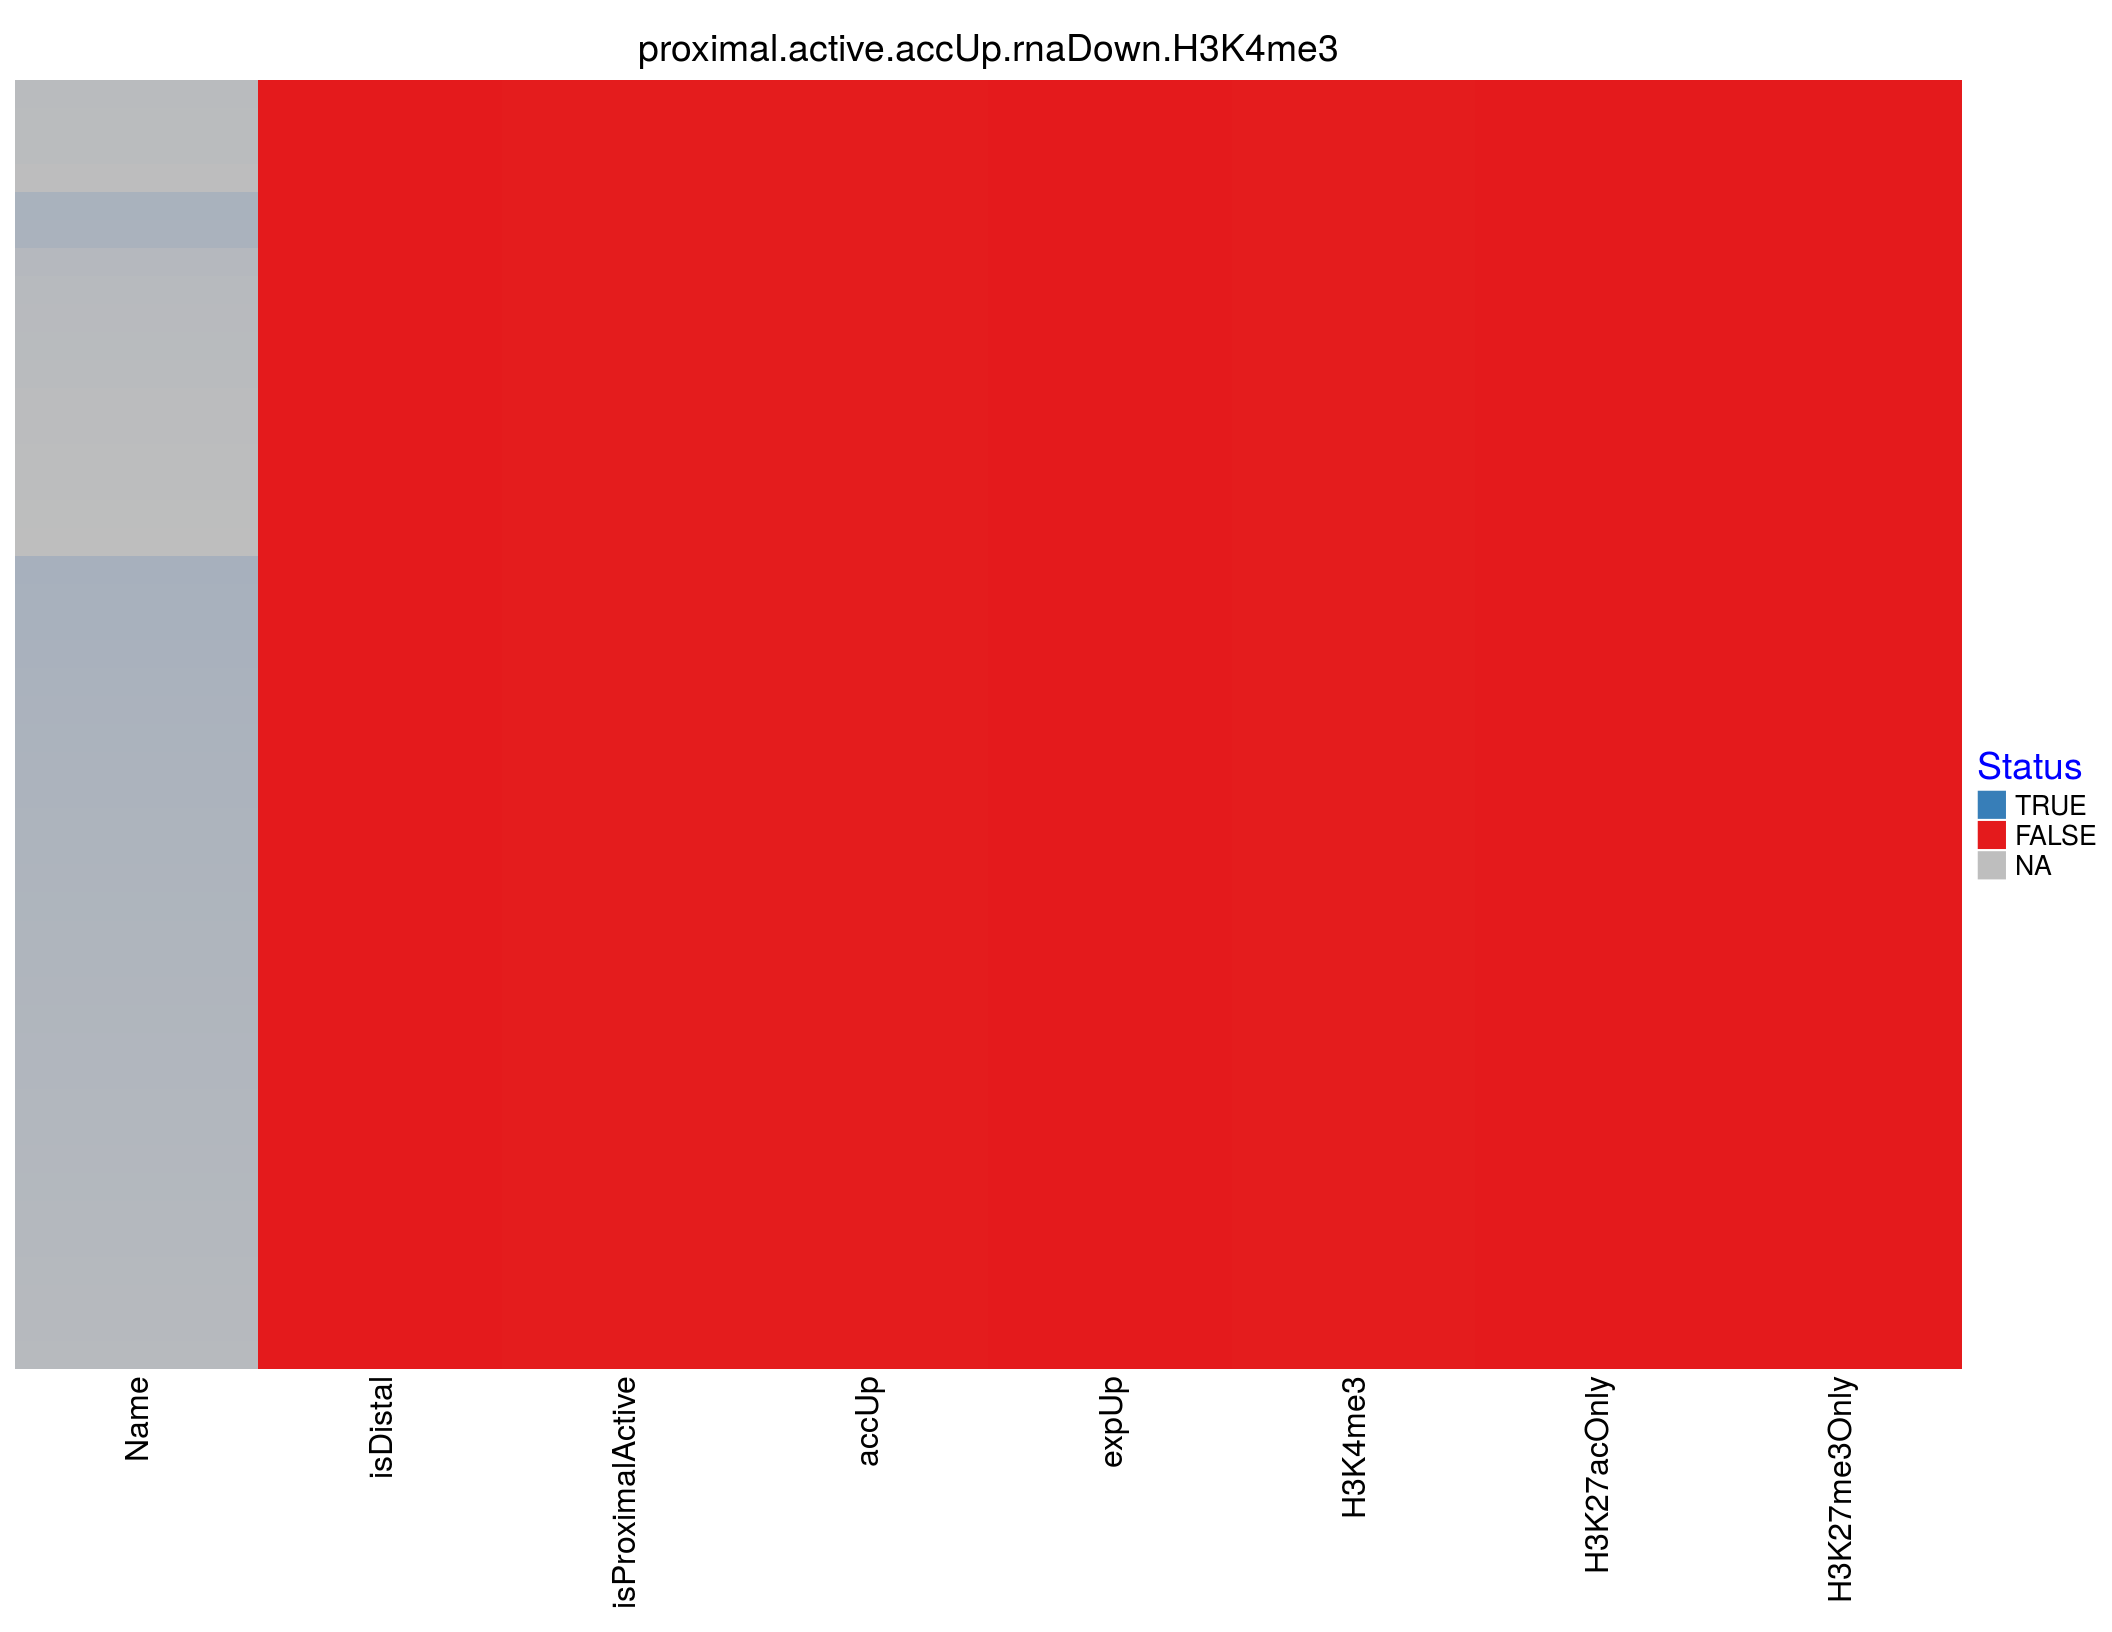 proximal.active.accUp.rnaDown.H3K4me3
Status
TRUE
FALSE
NA
Name
isDistal
isProximalActive
accUp
expUp
H3K4me3
H3K27acOnly
H3K27me3Only